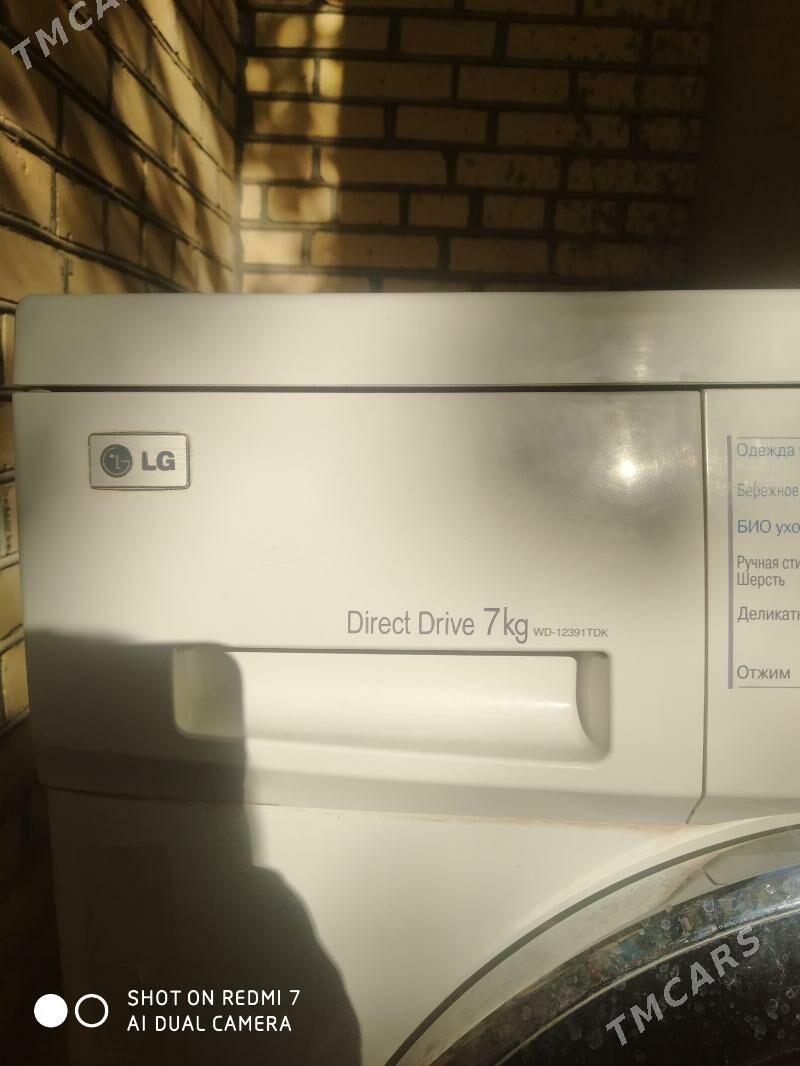 TMCARS
LG
Direct Drive 7kg WD-12391TDK
Одежда
Бережное
БИО
Ручная
Шерсть
Отжим
SHOT ON REDMI 7
AI DUAL CAMERA
TMCARS